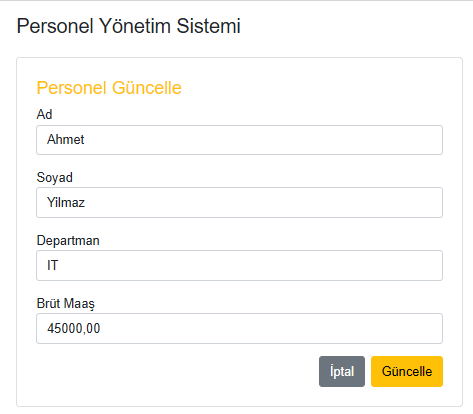 Personel Yönetim Sistemi
Personel Güncelle
Ad
Ahmet
Soyad
Yilmaz
Departman
IT
Brüt Maaş
45000,00
İptal
Güncelle